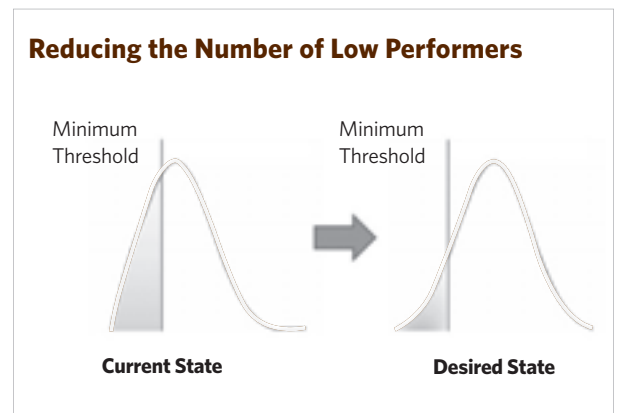 Reducing the Number of Low Performers
Minimum
Threshold
Minimum
Threshold
Current State
Desired State